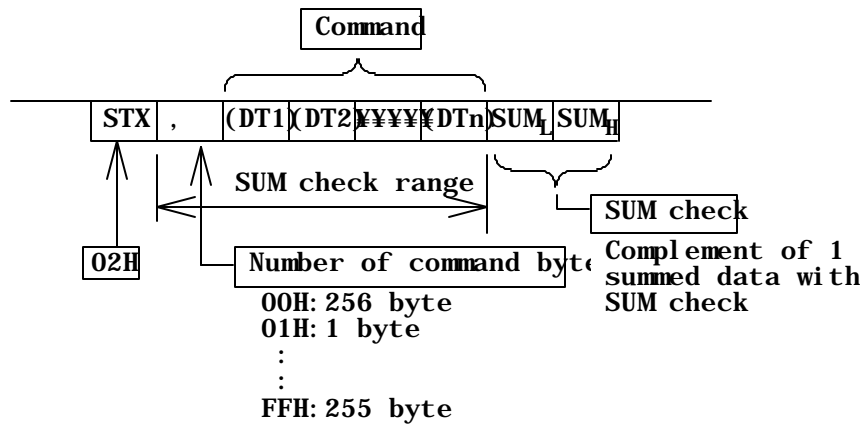 Command
STX , (DT1)(DT2)¥¥¥¥¥(DTn)SUML SUMH
SUM check range
SUM check
02H
Number of command byte
Complement of 1
summed data with
SUM check
00H: 256 byte
01H: 1 byte
:
:
FFH: 255 byte